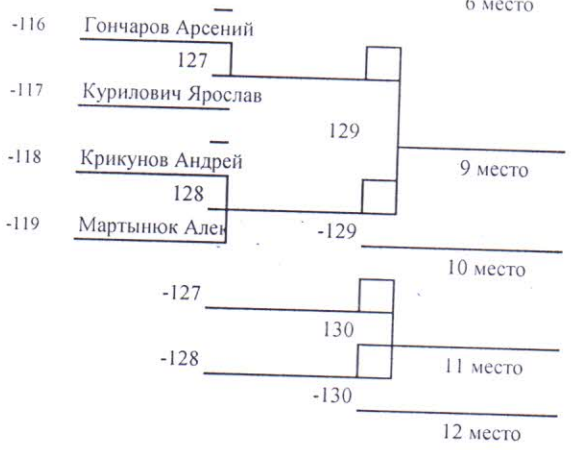 6 место
-116 Гончаров Арсений
127
-117 Курилович Ярослав
129
-118 Крикунов Андрей
9 место
128
-119 Мартынюк Алек
-129
10 место
-127
130
-128
11 место
-130
12 место